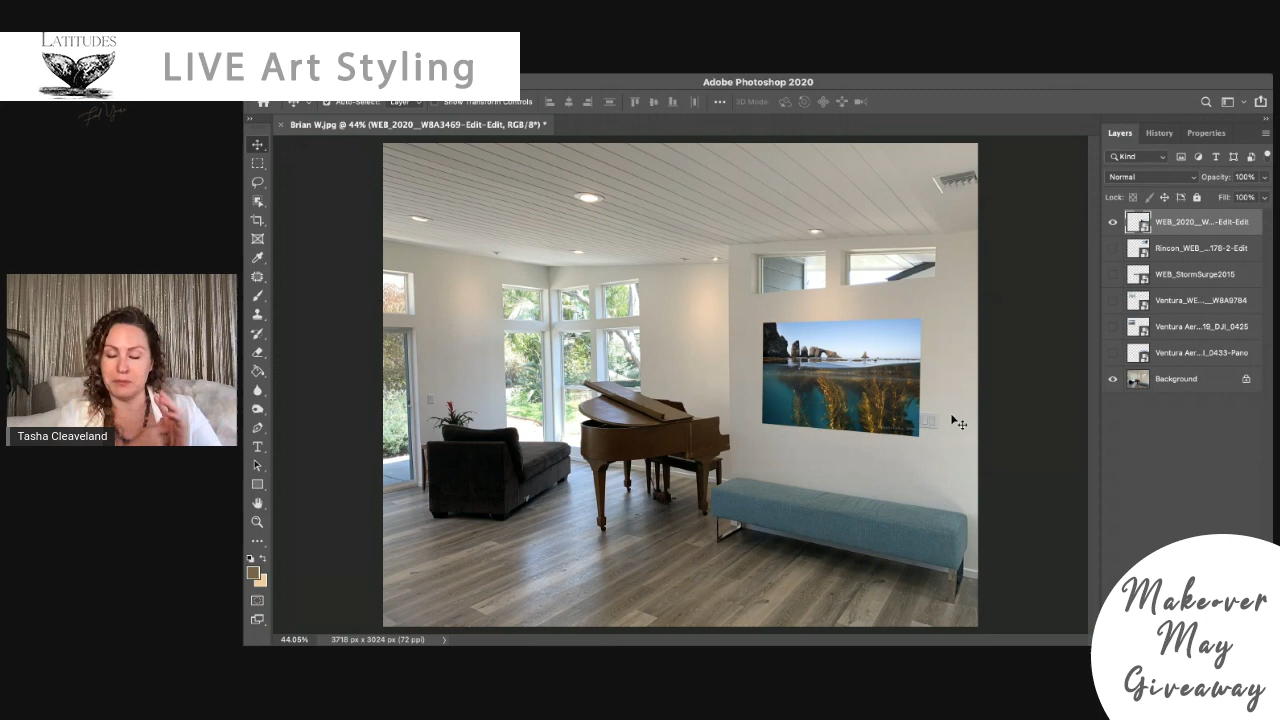 LATITUDES
LIVE Art Styling
Adobe Photoshop 2020
Auto-Select: Layer
Show Transform Controls
3D Mode:
Brian W.jpg @ 44% (WEB_2020__W8A3469-Edit-Edit, RGB/8*) *
Layers History Properties
Kind
Normal Opacity: 100%
Lock: Fill: 100%
WEB_2020__W...-Edit-Edit
Rincon_WEB_...178-2-Edit
WEB_StormSurge2015
Ventura_WE...__W8A9784
Ventura Aer...19_DJI_0425
Ventura Aer...I_0433-Pano
Background
Tasha Cleaveland
44.05% 3718 px x 3024 px (72 ppi)
Makeover
May
Giveaway